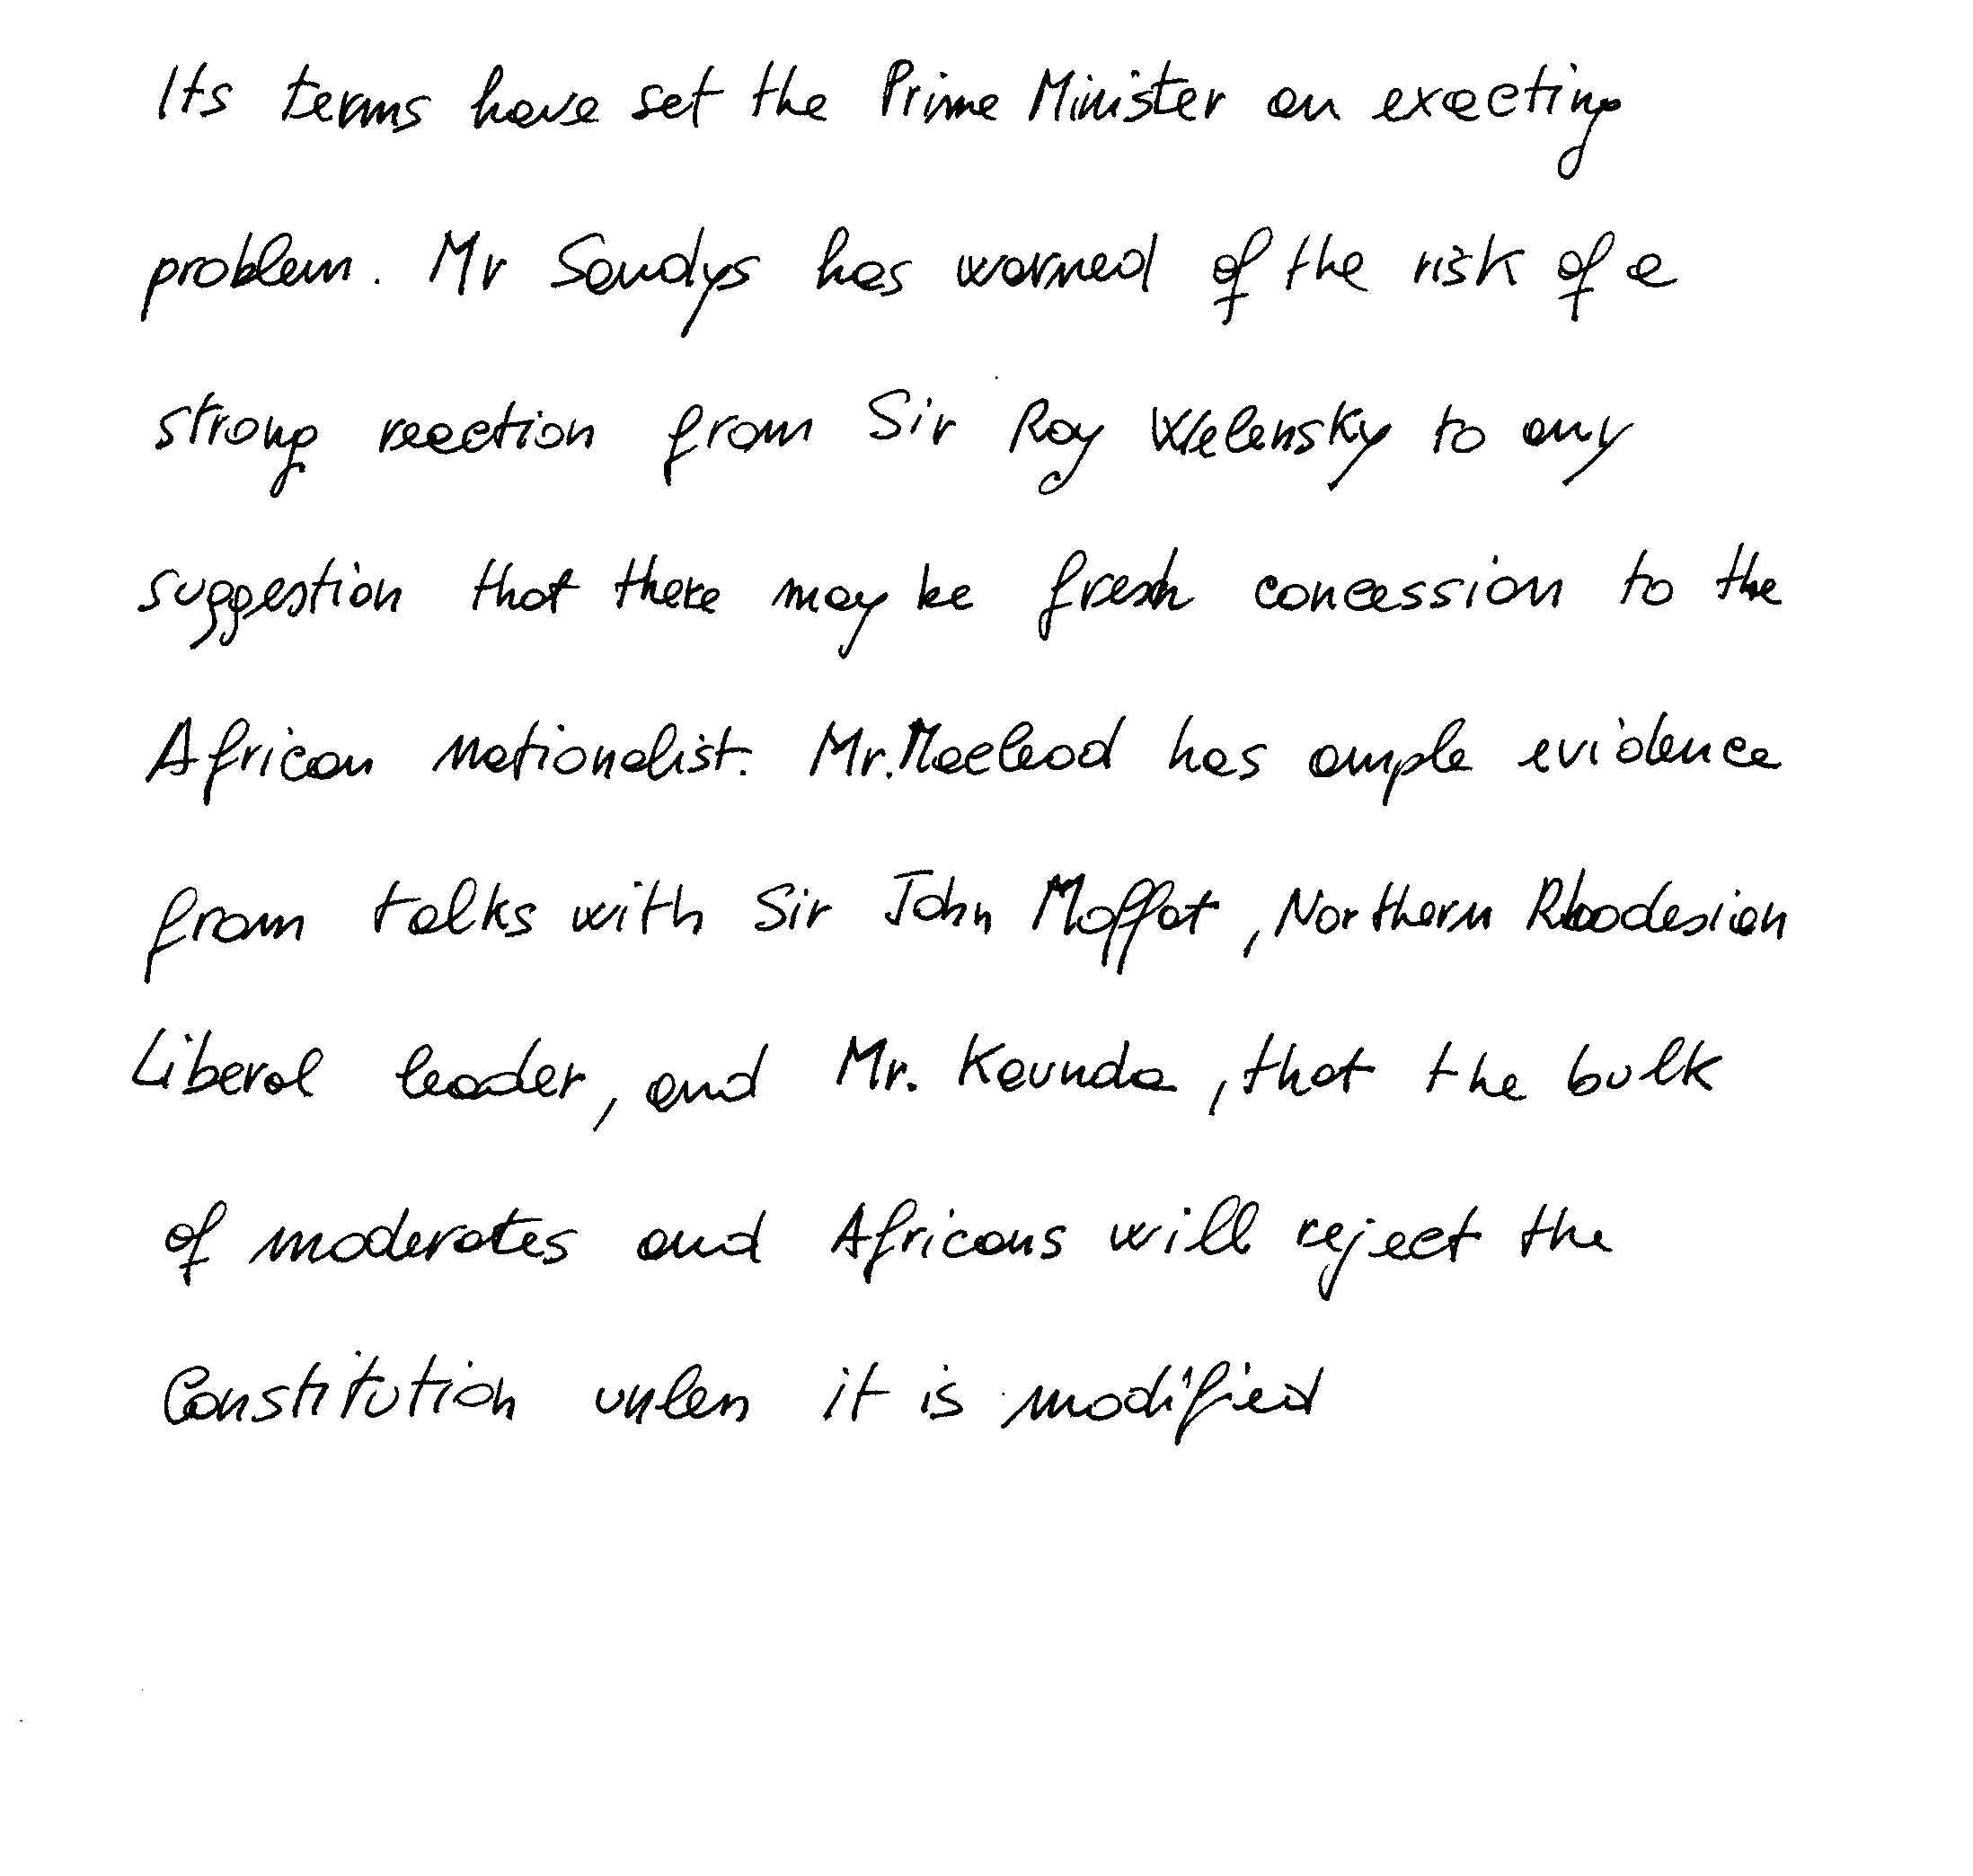 Its terms have set the Prime Minister an exacting
problem. Mr Sandys has warned of the risk of a
strong reaction from Sir Roy Welensky to any
suggestion that there may be fresh concession to the
African nationalist. Mr. Macleod has ample evidence
from talks with Sir John Moffat, Northern Rhodesian
Liberal leader, and Mr. Kaunda, that the bulk
of moderates and Africans will reject the
Constitution unless it is modified